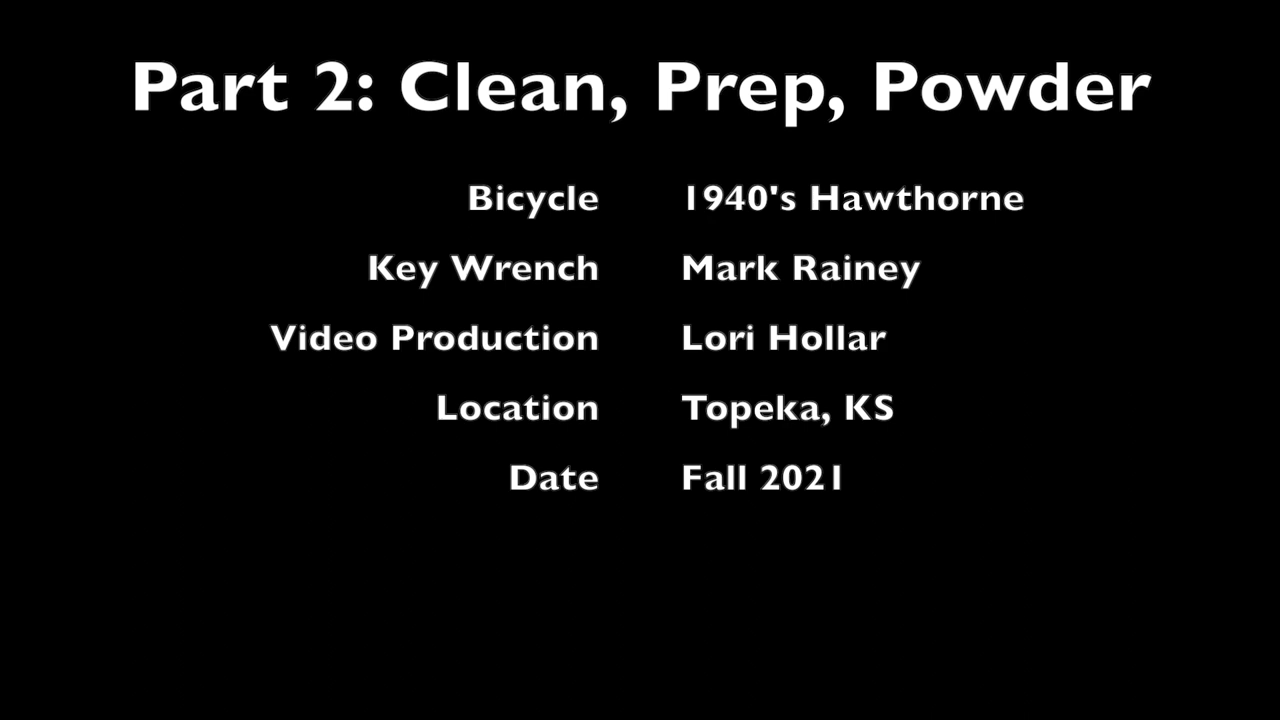 Part 2: Clean, Prep, Powder
Bicycle 1940's Hawthorne
Key Wrench Mark Rainey
Video Production Lori Hollar
Location Topeka, KS
Date Fall 2021